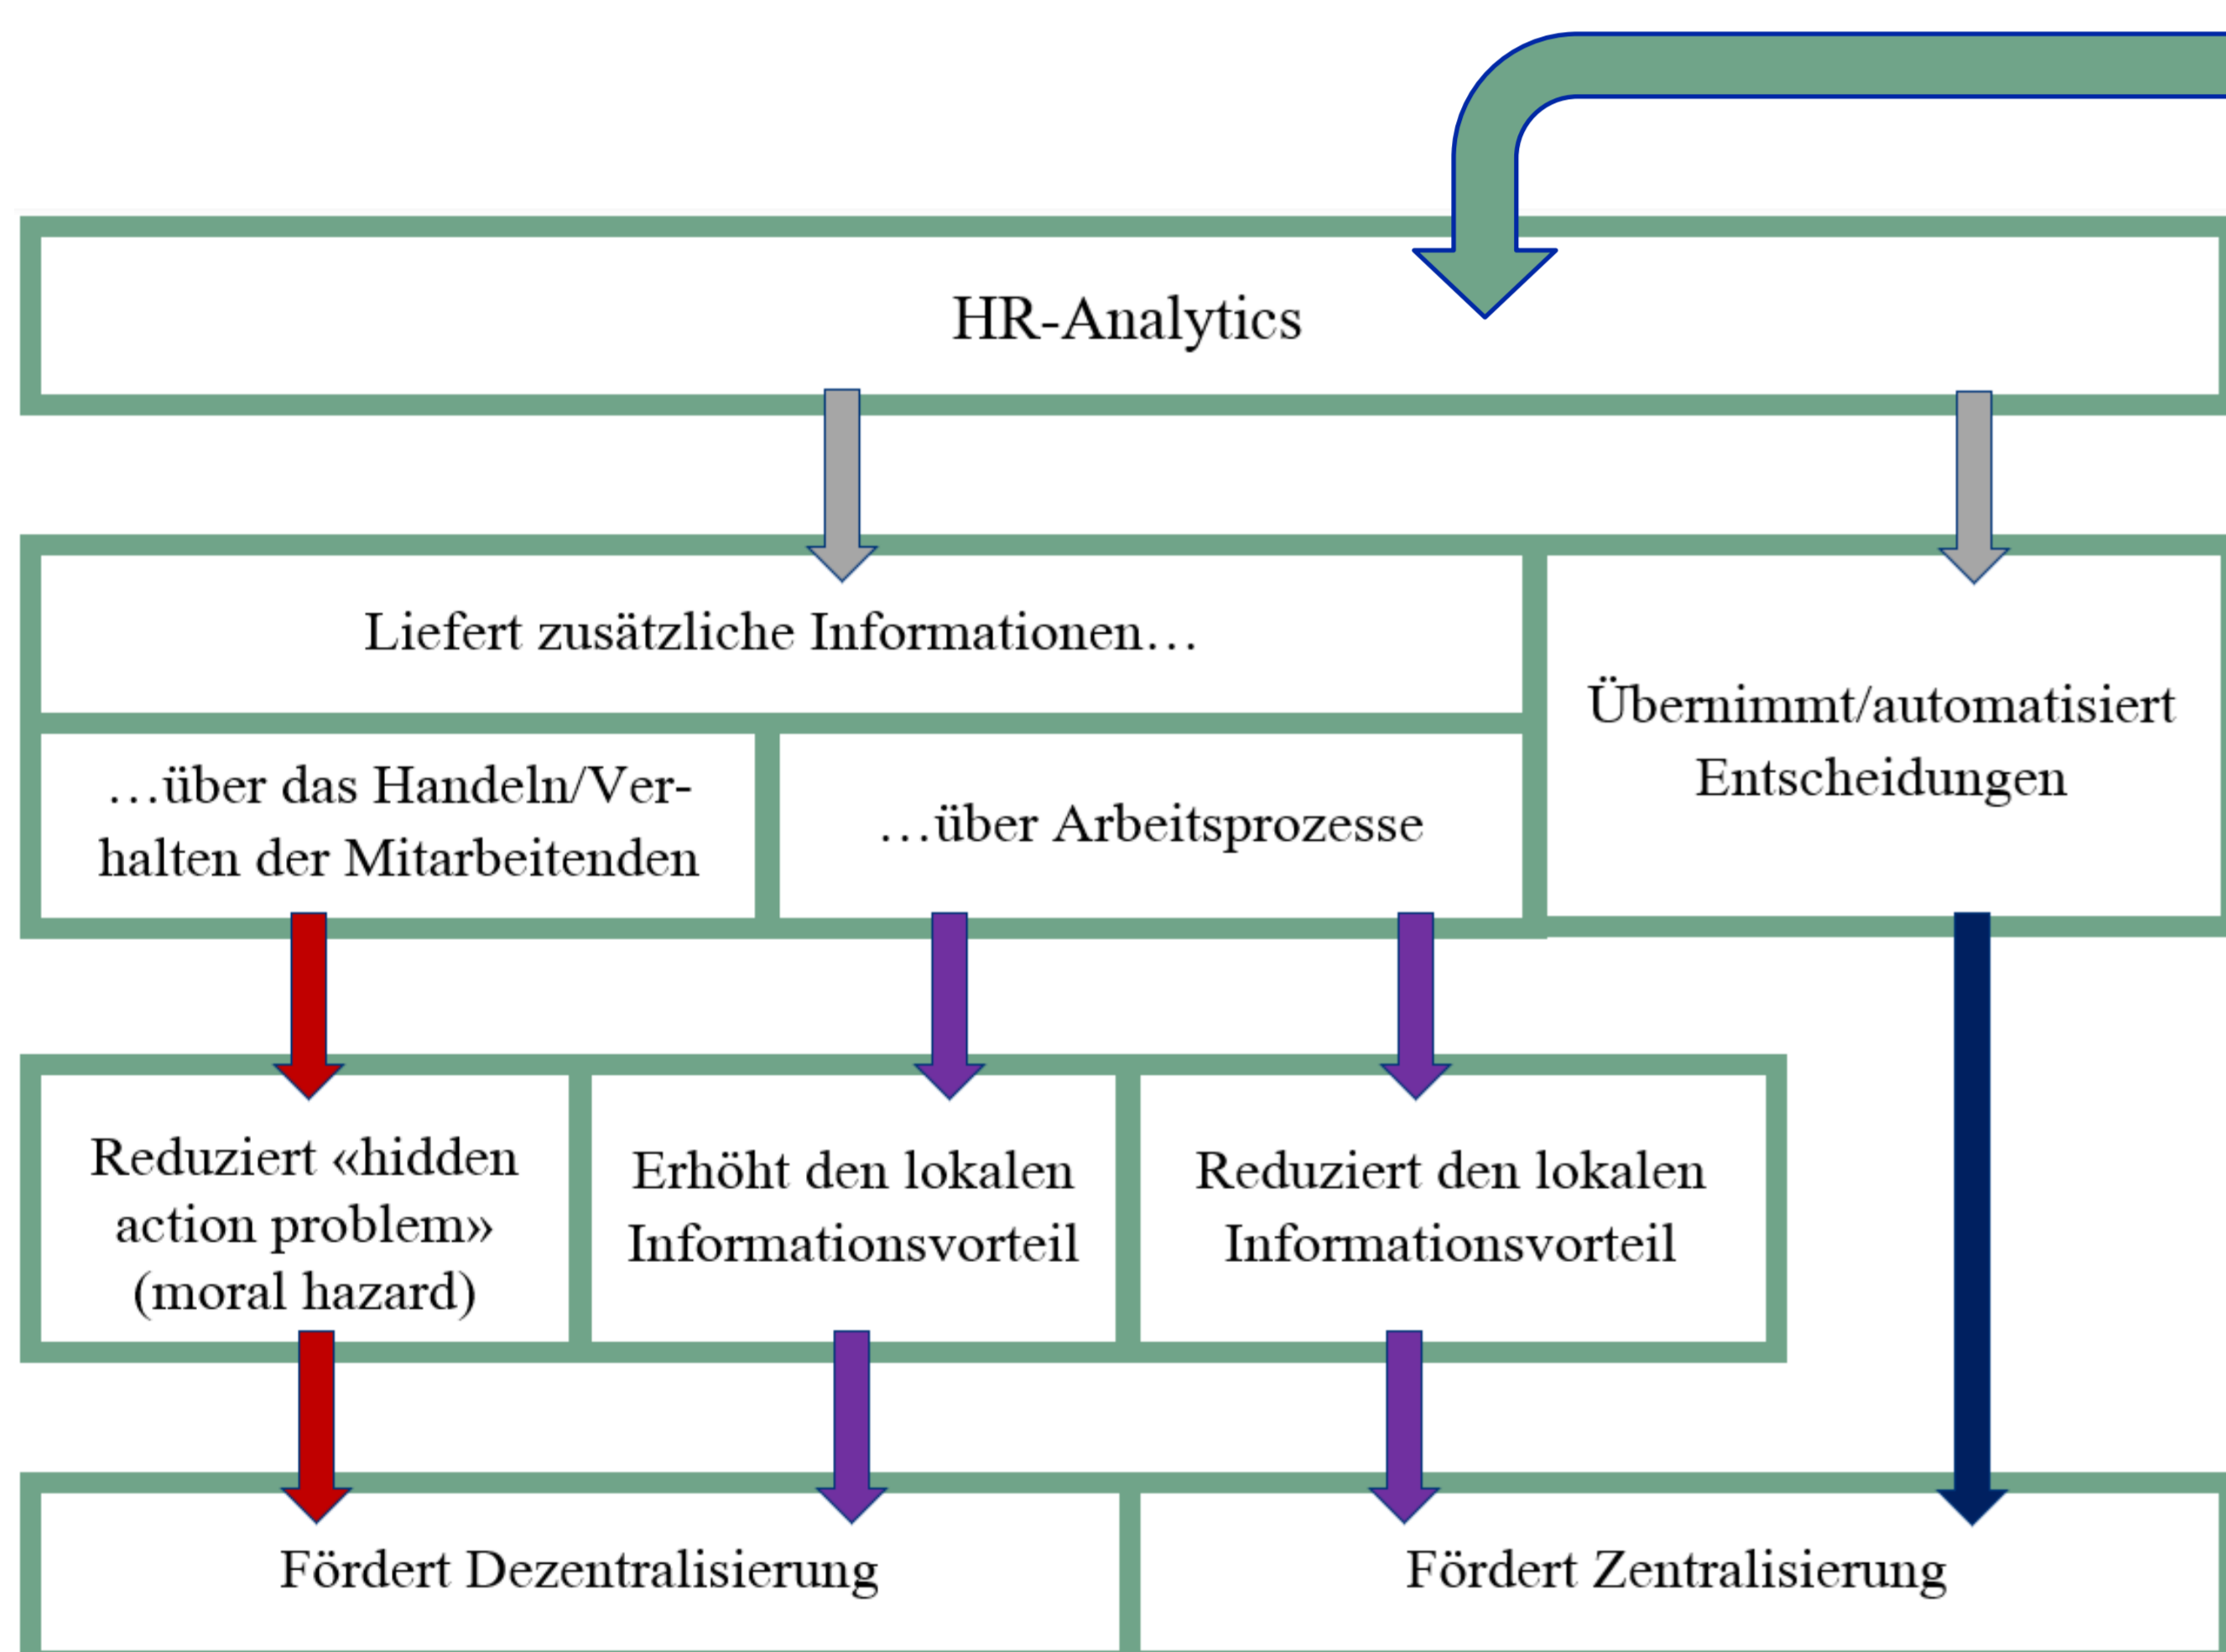 HR-Analytics
Liefert zusätzliche Informationen…
Übernimmt/automatisiert
Entscheidungen
…über das Handeln/Ver-
halten der Mitarbeitenden
…über Arbeitsprozesse
Reduziert «hidden
action problem»
(moral hazard)
Erhöht den lokalen
Informationsvorteil
Reduziert den lokalen
Informationsvorteil
Fördert Dezentralisierung
Fördert Zentralisierung